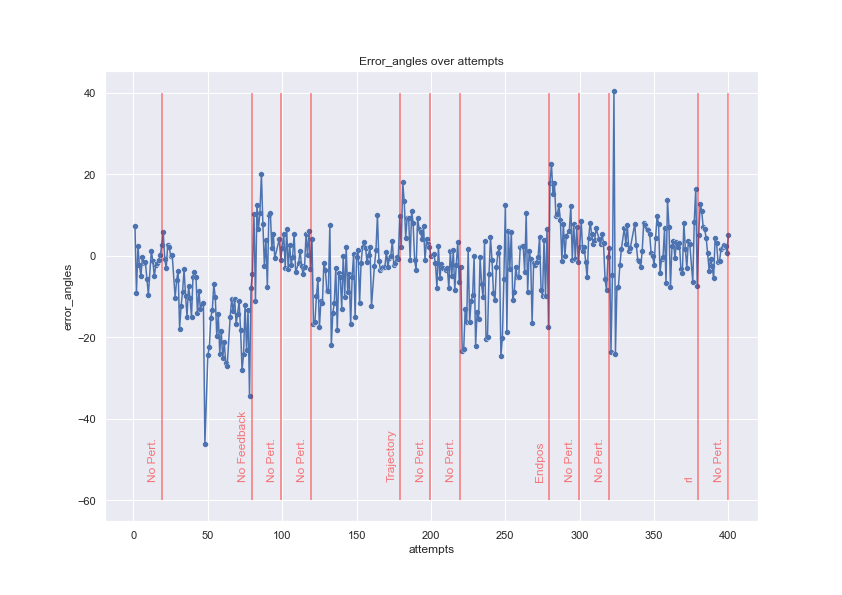 Error_angles over attempts
error_angles
40
20
0
−20
−40
−60
No Pert.
No Feedback
No Pert.
No Pert.
Trajectory
No Pert.
No Pert.
Endpos
No Pert.
No Pert.
rl
No Pert.
0
50
100
150
200
250
300
350
400
attempts